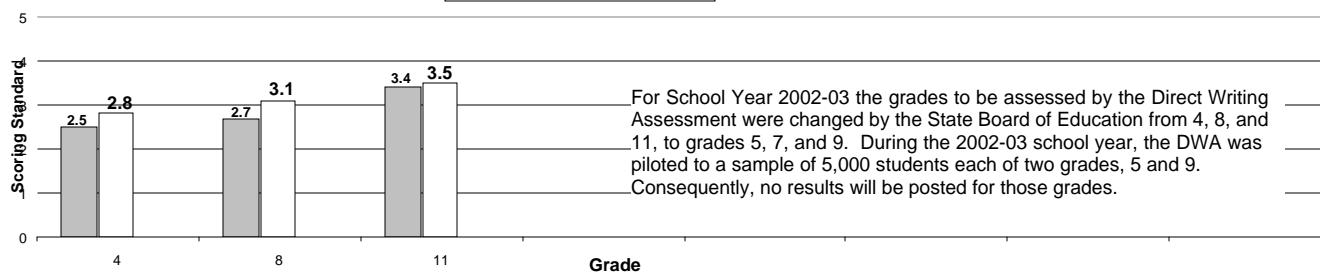 5
4
3
2
1
0
Scoring Standard
2.5
2.8
2.7
3.1
3.4
3.5
4
8
11
Grade
For School Year 2002-03 the grades to be assessed by the Direct Writing
Assessment were changed by the State Board of Education from 4, 8, and
11, to grades 5, 7, and 9. During the 2002-03 school year, the DWA was
piloted to a sample of 5,000 students each of two grades, 5 and 9.
Consequently, no results will be posted for those grades.